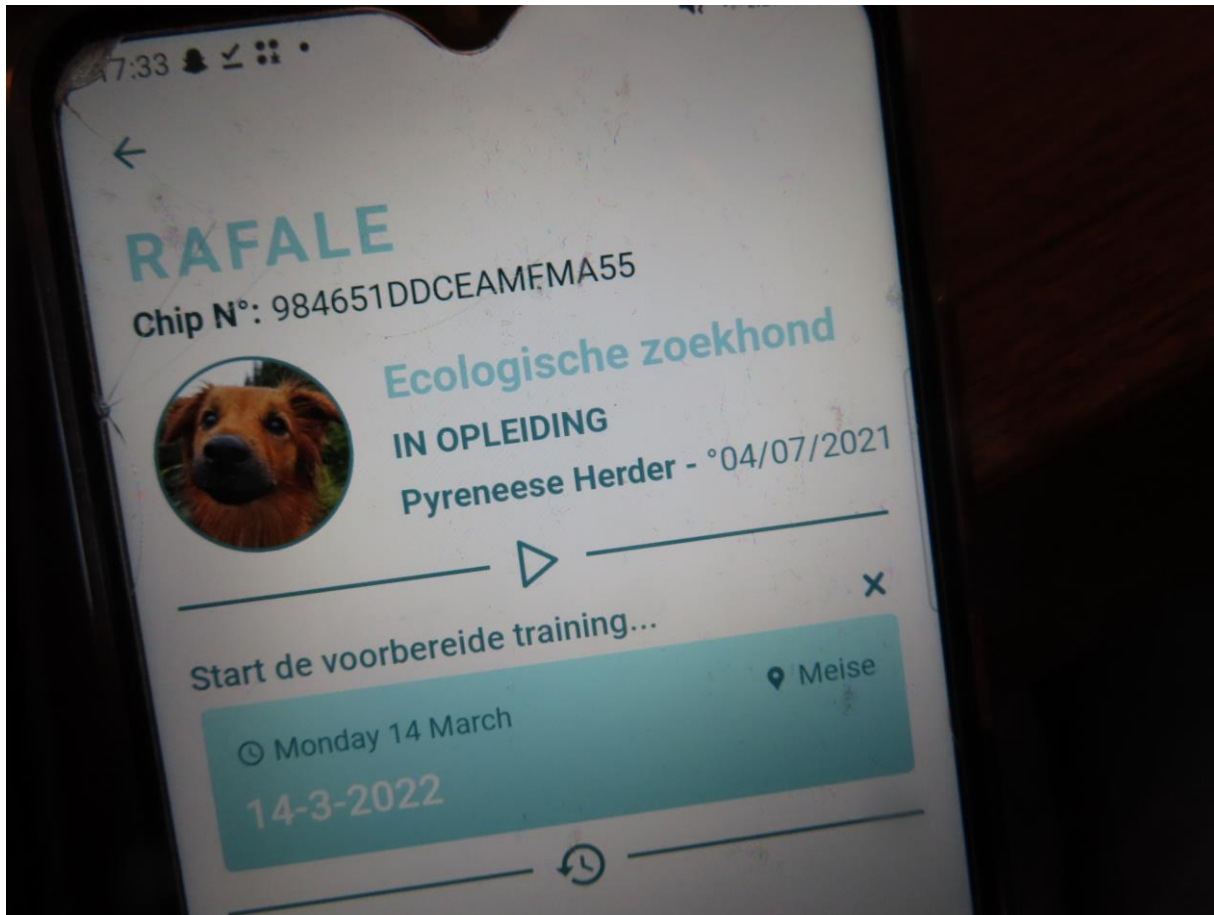 17:33
RAFALE
Chip N°: 984651DDCEAMFMA55
Ecologische zoekhond
IN OPLEIDING
Pyreneese Herder - °04/07/2021
Start de voorbereide training...
Monday 14 March
Meise
14-3-2022